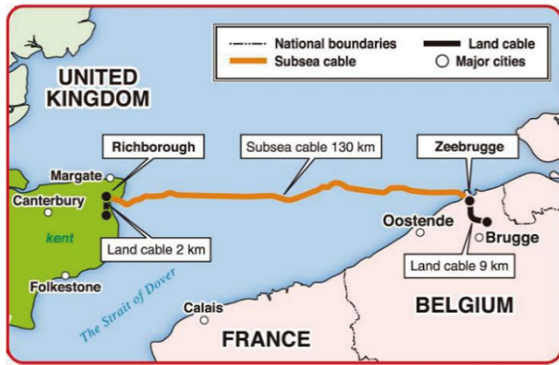 National boundaries
Land cable
Subsea cable
Major cities
UNITED
KINGDOM
Richborough
Subsea cable 130 km
Zeebrugge
Margate
Canterbury
kent
Land cable 2 km
Oostende
Brugge
Land cable 9 km
Folkestone
The Strait of Dover
Calais
FRANCE
BELGIUM